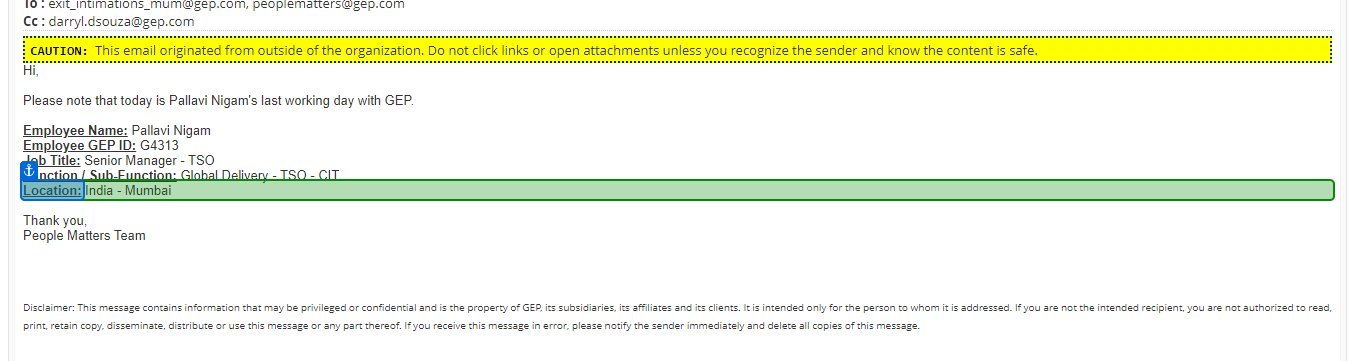 To : exit_intimations_mum@gep.com, peoplematters@gep.com
Cc : darryl.dsouza@gep.com
CAUTION: This email originated from outside of the organization. Do not click links or open attachments unless you recognize the sender and know the content is safe.
Hi,
Please note that today is Pallavi Nigam's last working day with GEP.
Employee Name: Pallavi Nigam
Employee GEP ID: G4313
Job Title: Senior Manager - TSO
nction / Sub-Function: Global Delivery - TSO - CIT
Location: India - Mumbai
Thank you,
People Matters Team
Disclaimer: This message contains information that may be privileged or confidential and is the property of GEP, its subsidiaries, its affiliates and its clients. It is intended only for the person to whom it is addressed. If you are not the intended recipient, you are not authorized to read,
print, retain copy, disseminate, distribute or use this message or any part thereof. If you receive this message in error, please notify the sender immediately and delete all copies of this message.